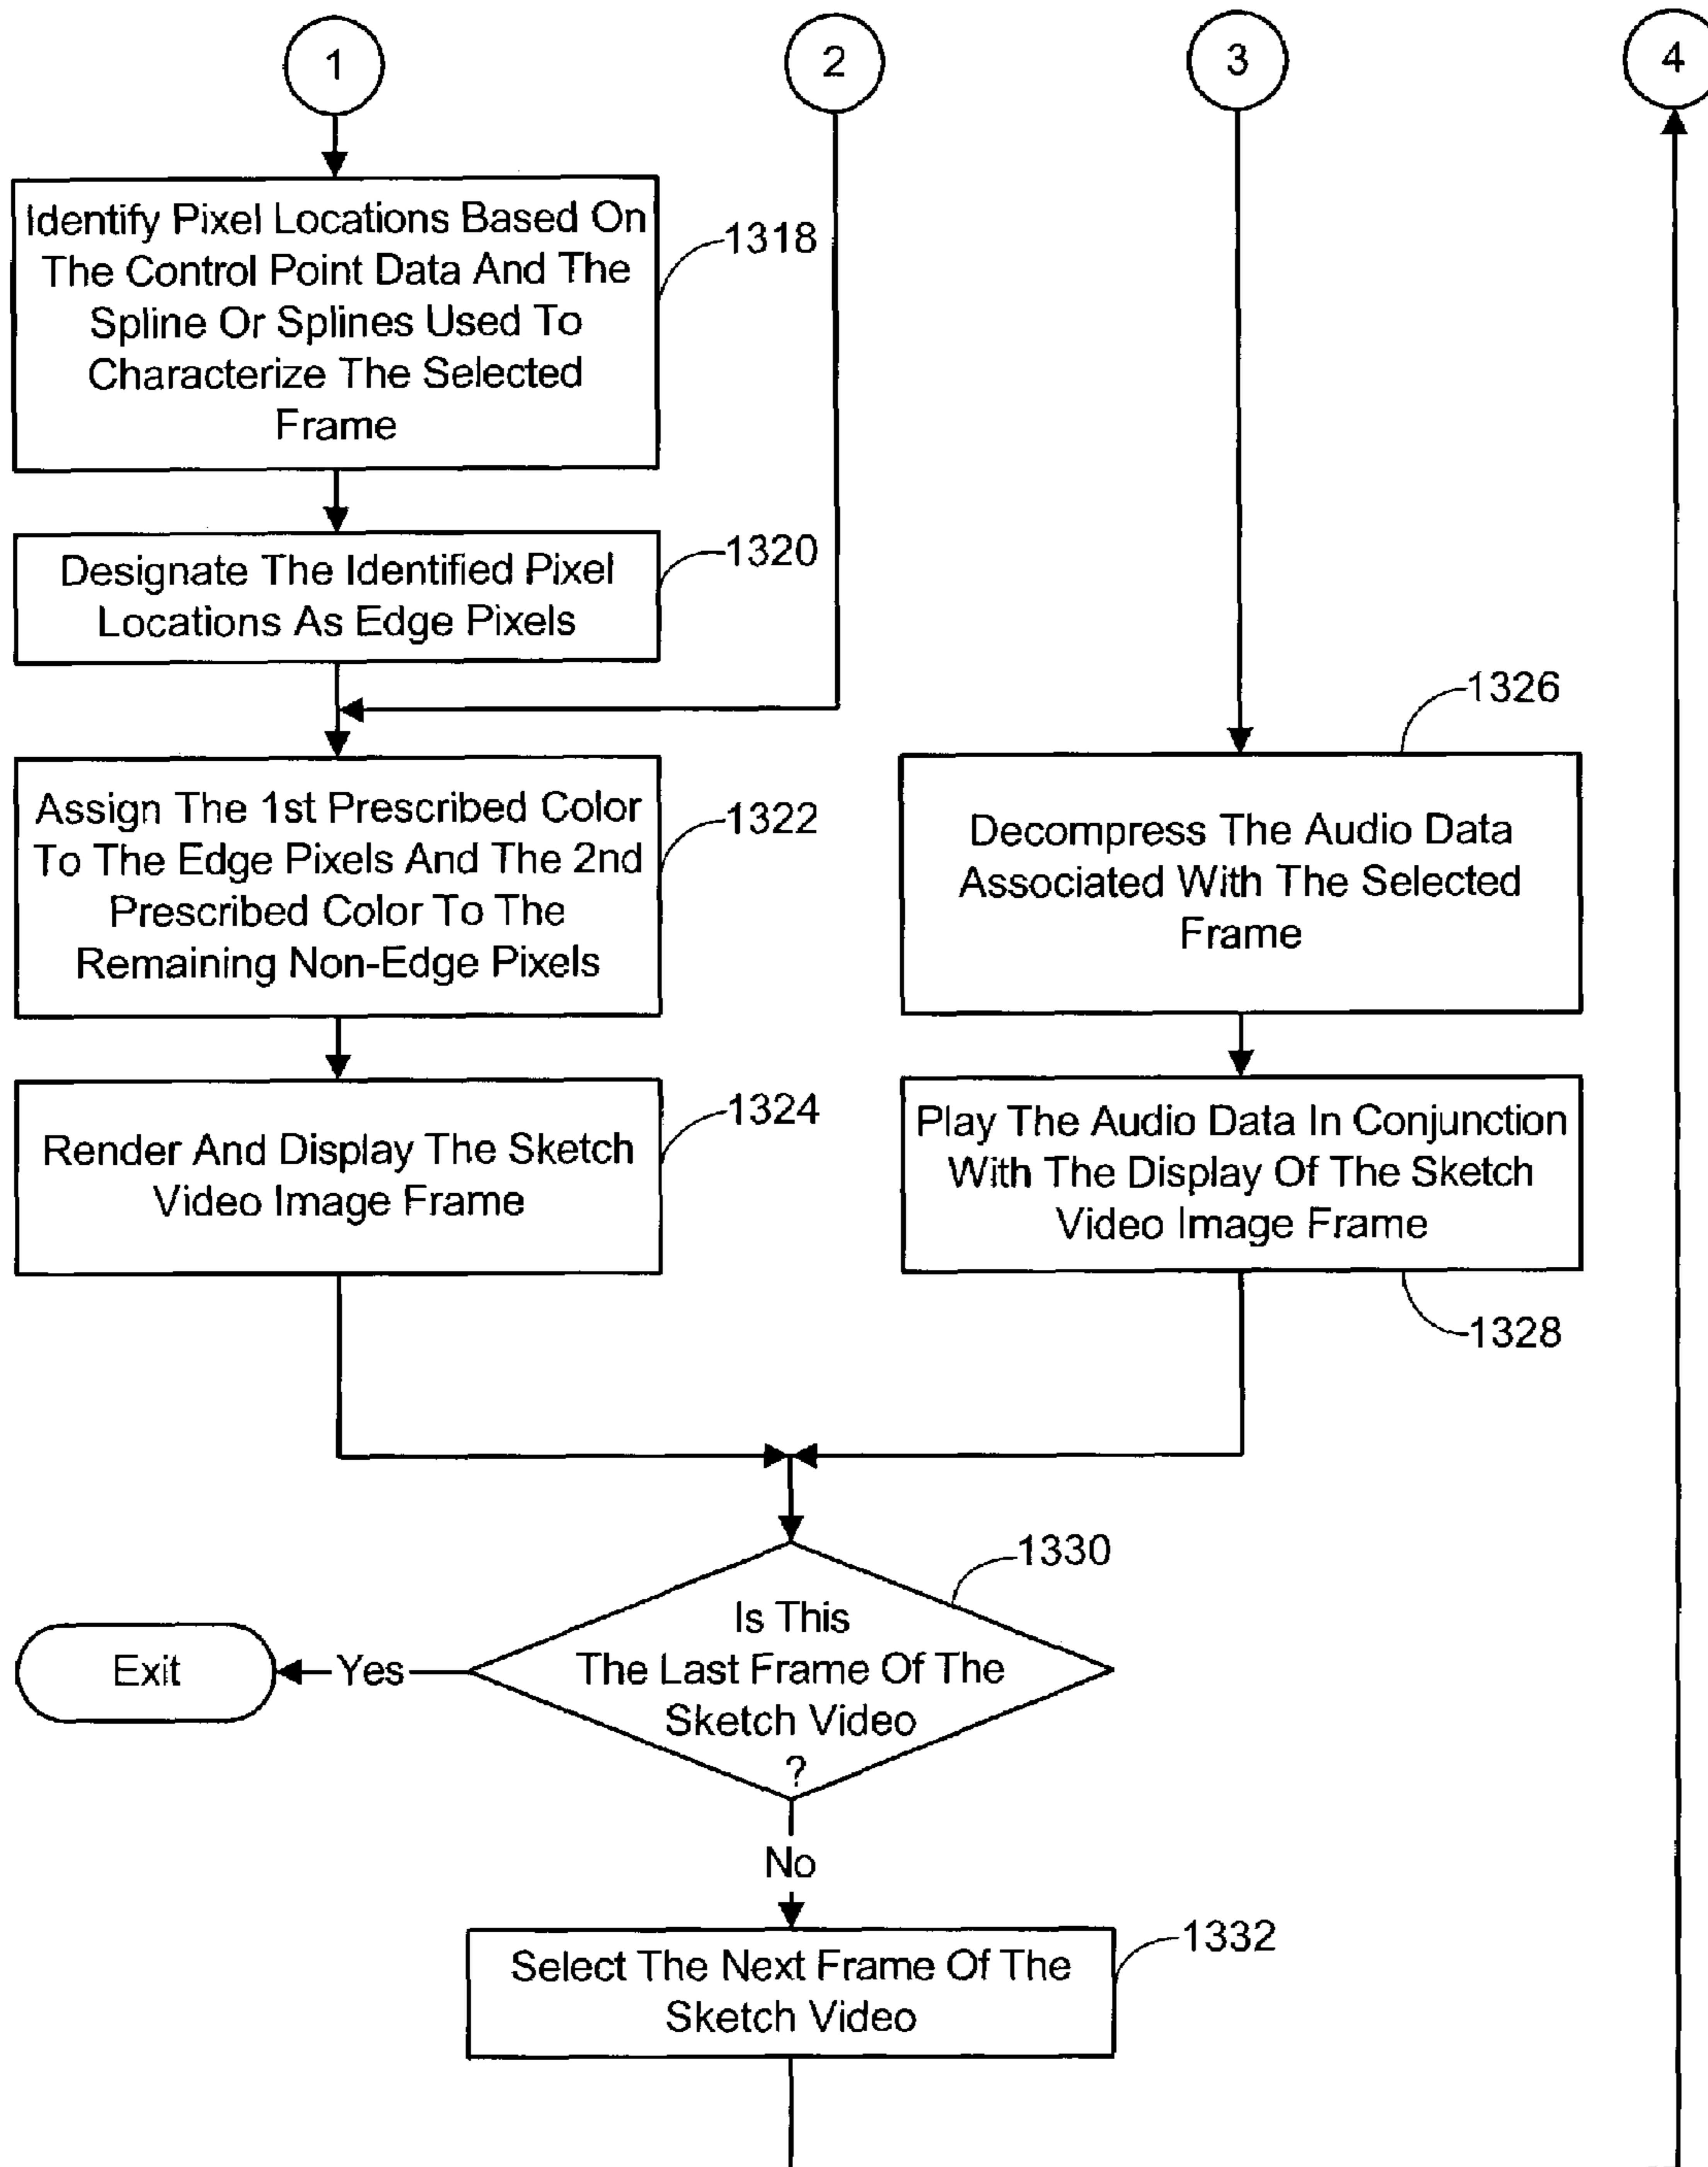 1
2
3
4
Identify Pixel Locations Based On
The Control Point Data And The
Spline Or Splines Used To
Characterize The Selected
Frame
1318
Designate The Identified Pixel
Locations As Edge Pixels
1320
Assign The 1st Prescribed Color
To The Edge Pixels And The 2nd
Prescribed Color To The
Remaining Non-Edge Pixels
1322
1326
Decompress The Audio Data
Associated With The Selected
Frame
Render And Display The Sketch
Video Image Frame
1324
Play The Audio Data In Conjunction
With The Display Of The Sketch
Video Image Frame
1328
1330
Is This
The Last Frame Of The
Sketch Video
?
Yes
Exit
No
Select The Next Frame Of The
Sketch Video
1332